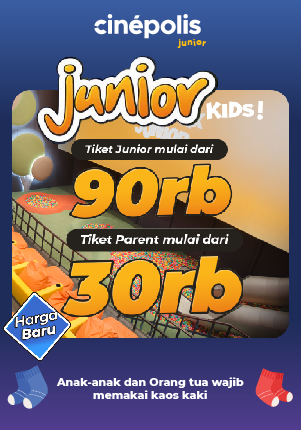 cinépolis
junior
junior
KIDS!
Tiket Junior mulai dari
90rb
Tiket Parent mulai dari
30rb
Harga
Baru
Anak-anak dan Orang tua wajib
memakai kaos kaki